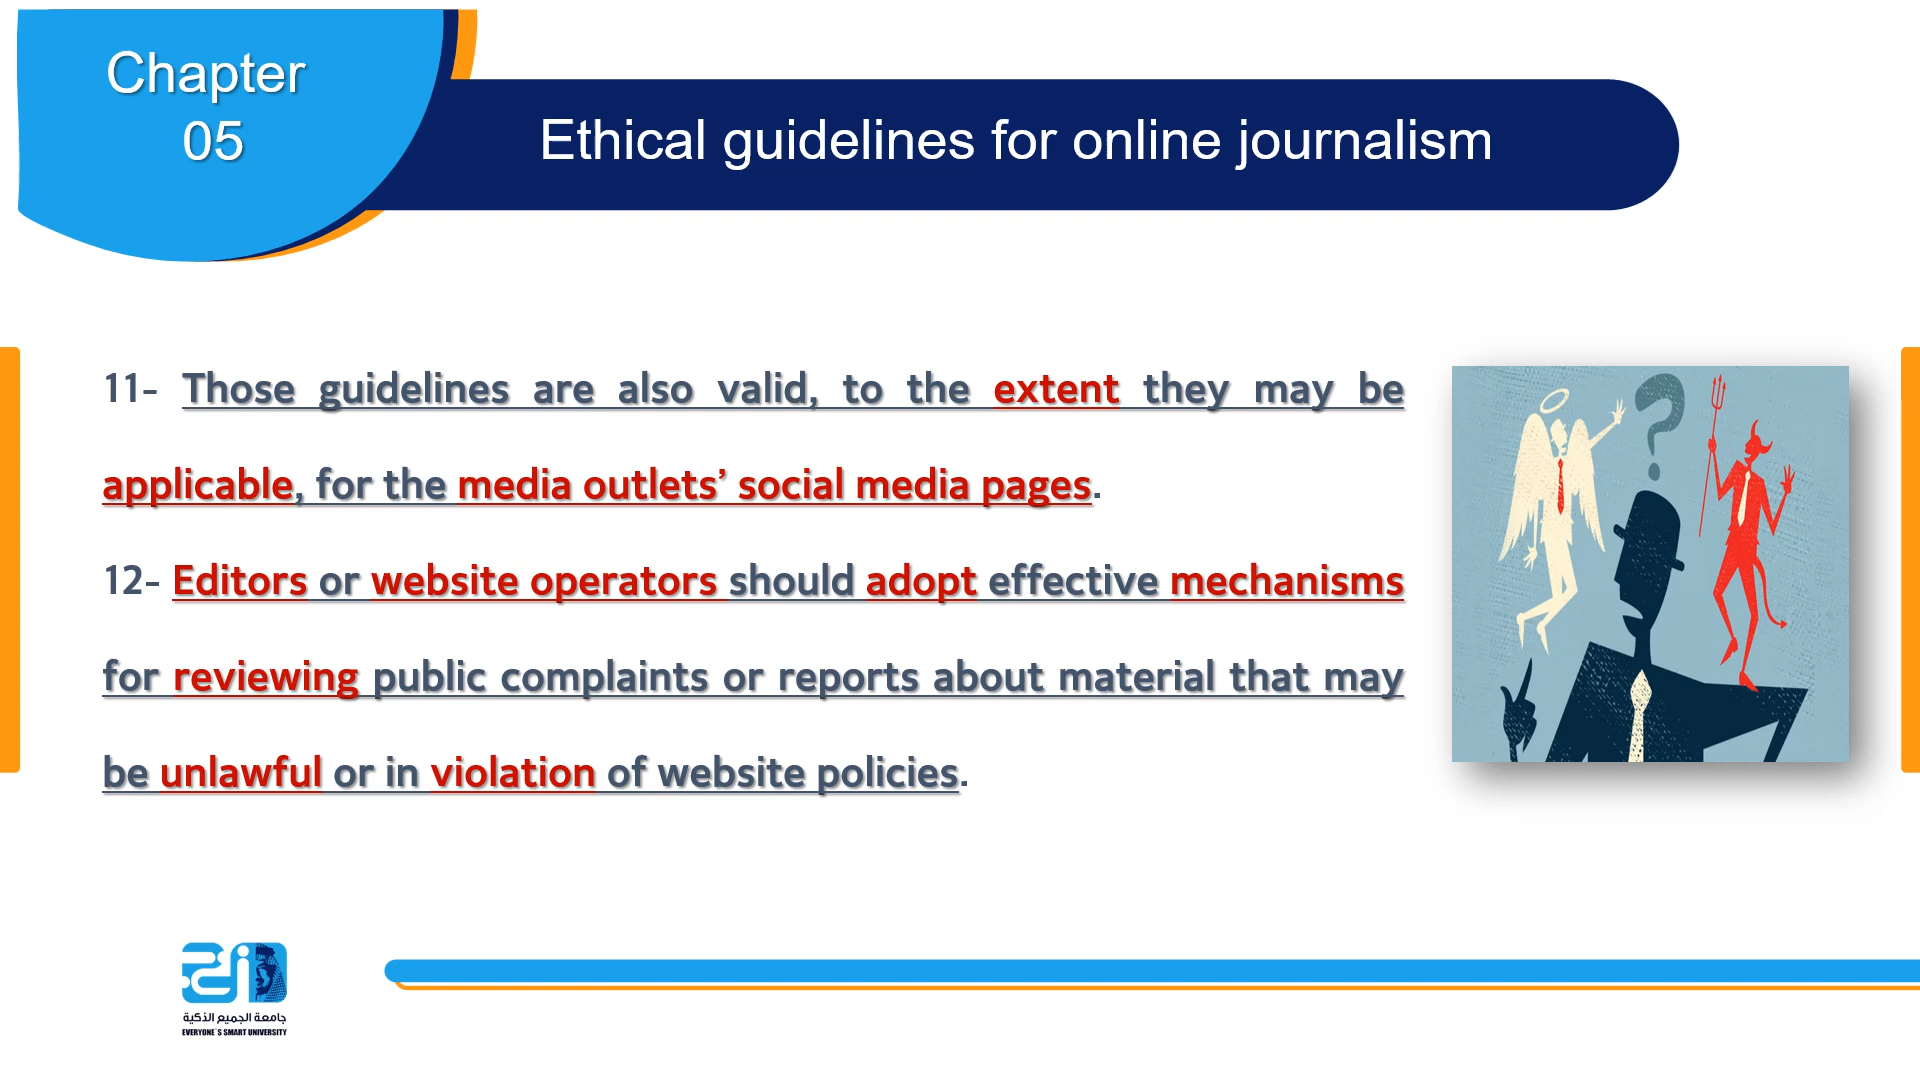 Chapter
05
Ethical guidelines for online journalism
11- Those guidelines are also valid, to the extent they may be
applicable, for the media outlets’ social media pages.
12- Editors or website operators should adopt effective mechanisms
for reviewing public complaints or reports about material that may
be unlawful or in violation of website policies.
?
جامعة الجميع الذكية
EVERYONE`S SMART UNIVERSITY